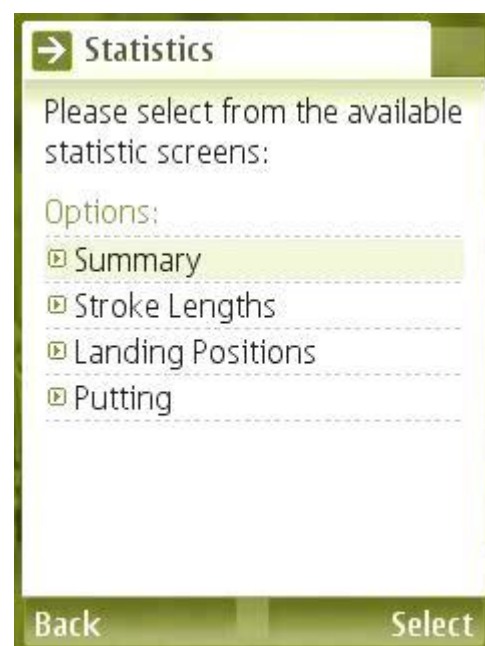 Statistics
Please select from the available
statistic screens:
Options:
Summary
Stroke Lengths
Landing Positions
Putting
Back Select